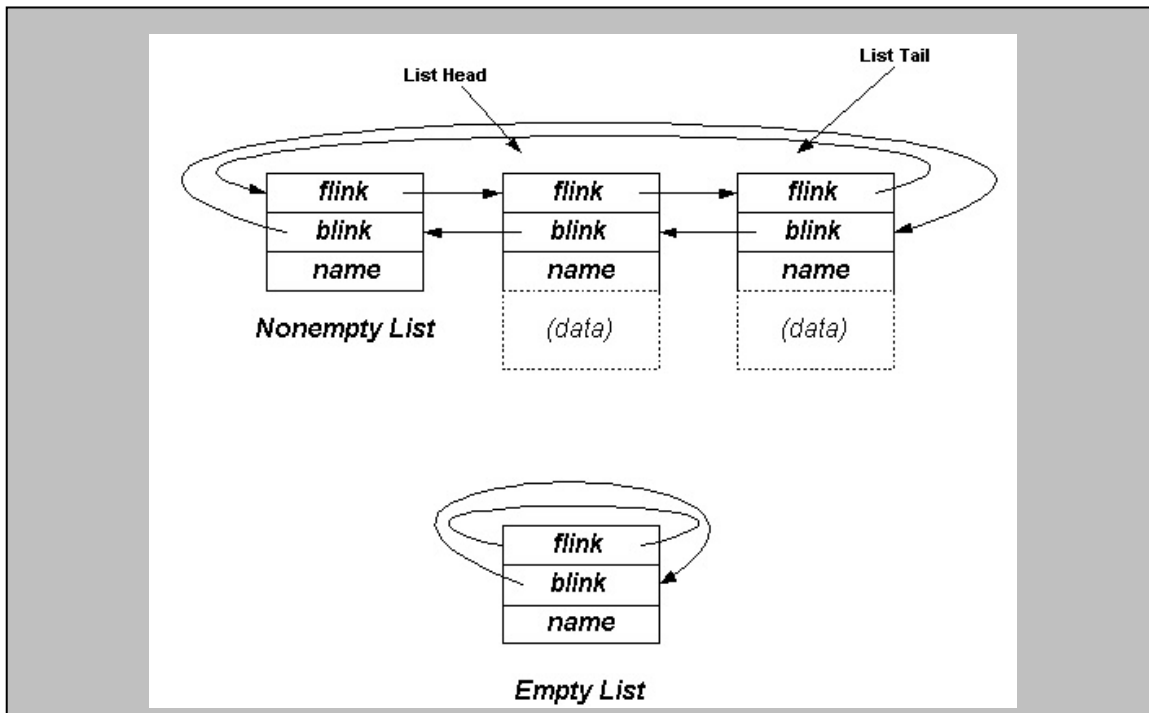 List Head
List Tail
flink
flink
flink
blink
blink
blink
name
name
name
Nonempty List
(data)
(data)
flink
blink
name
Empty List